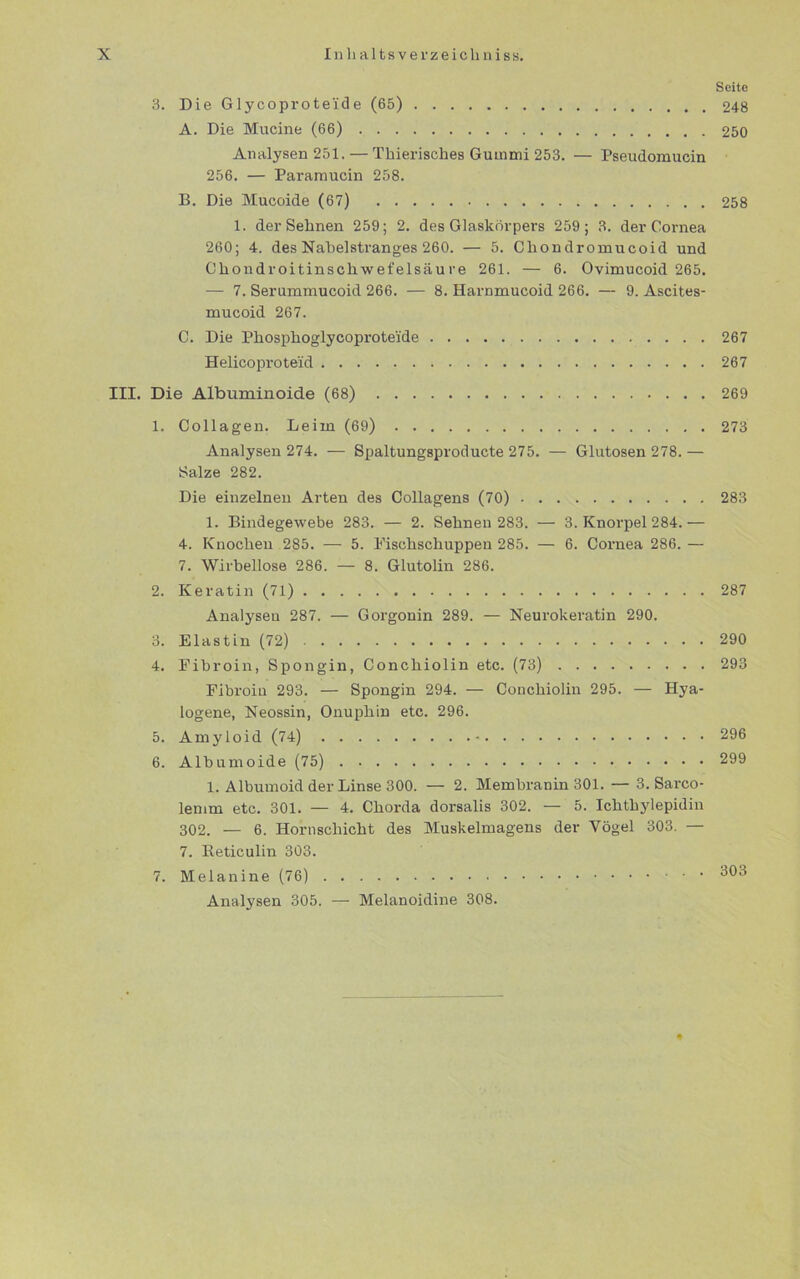 X Inhaltsverzeichniss.
Seite
3. Die Glycoproteïde (65) . . . . . . . . . . . . . . . . . 248
A. Die Mucine (66) . . . . . . . . . . . . . . . . . . . . 250
Analysen 251. — Thierisches Gummi 253. — Pseudomucin
256. — Paramucin 258.
B. Die Mucoide (67) . . . . . . . . . . . . . . . . . . . 258
1. der Sehnen 259; 2. des Glaskörpers 259; 3. der Cornea
260; 4. des Nabelstranges 260. — 5. Chondromucoid und
Chondroitinschwefelsäure 261. — 6. Ovimucoid 265.
— 7. Serummucoid 266. — 8. Harnmucoid 266. — 9. Ascites-
mucoid 267.
C. Die Phosphoglycoproteïde . . . . . . . . . . . . . . . . 267
Helicoproteïd . . . . . . . . . . . . . . . . . . . . . . 267
III. Die Albuminoide (68) . . . . . . . . . . . . . . . . . . . 269
1. Collagen. Leim (69) . . . . . . . . . . . . . . . . . . 273
Analysen 274. — Spaltungsproducte 275. — Glutosen 278. —
Salze 282.
Die einzelnen Arten des Collagens (70) . . . . . . . . . . . 283
1. Bindegewebe 283. — 2. Sehnen 283. — 3. Knorpel 284. —
4. Knochen 285. — 5. Fischschuppen 285. — 6. Cornea 286. —
7. Wirbellose 286. — 8. Glutolin 286.
2. Keratin (71) . . . . . . . . . . . . . . . . . . . . . . . 287
Analysen 287. — Gorgonin 289. — Neurokeratin 290.
3. Elastin (72) . . . . . . . . . . . . . . . . . . . . . . . 290
4. Fibroin, Spongin, Conchiolin etc. (73) . . . . . . . . . 293
Fibroin 293. — Spongin 294. — Conchiolin 295. — Hya-
logene, Neossin, Onuphin etc. 296.
5. Amyloid (74) . . . . . . . . . . . . . . . . . . . . . . 296
6. Albumoide (75) . . . . . . . . . . . . . . . . . . . . . 299
1. Albumoid der Linse 300. — 2. Membranin 301. — 3. Sarco-
lemm etc. 301. — 4. Chorda dorsalis 302. — 5. Ichthylepidin
302. — 6. Hornschicht des Muskelmagens der Vögel 303. —
7. Reticulin 303.
7. Melanine (76) . . . . . . . . . . . . . . . . . . . . . . 303
Analysen 305. — Melanoidine 308.